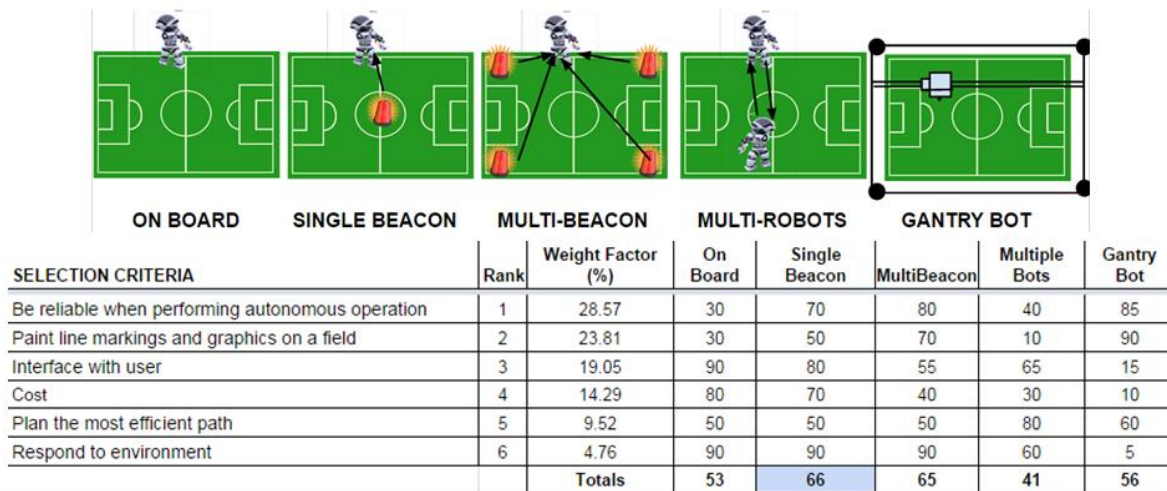 ON BOARD SINGLE BEACON MULTI-BEACON MULTI-ROBOTS GANTRY BOT
SELECTION CRITERIA Rank Weight Factor (%) On Board Single Beacon MultiBeacon Multiple Bots Gantry Bot
Be reliable when performing autonomous operation 1 28.57 30 70 80 40 85
Paint line markings and graphics on a field 2 23.81 30 50 70 10 90
Interface with user 3 19.05 90 80 55 65 15
Cost 4 14.29 80 70 40 30 10
Plan the most efficient path 5 9.52 50 50 50 80 60
Respond to environment 6 4.76 90 90 90 60 5
Totals 53 66 65 41 56